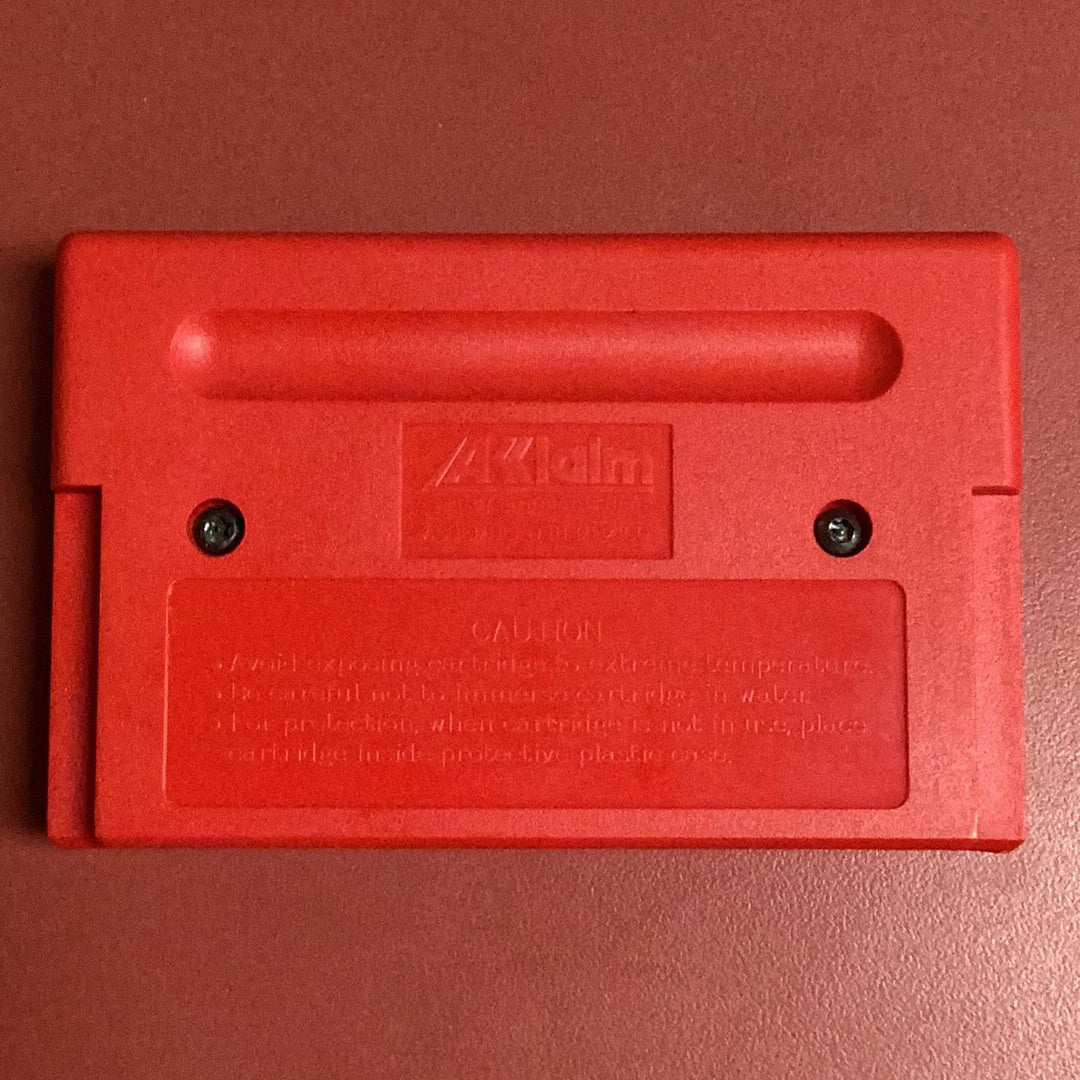 AKlaim
CAUTION
• Avoid exposing cartridge to extreme temperature.
• Be careful not to immerse cartridge in water.
• For protection, when cartridge is not in use, place
cartridge inside protective plastic case.